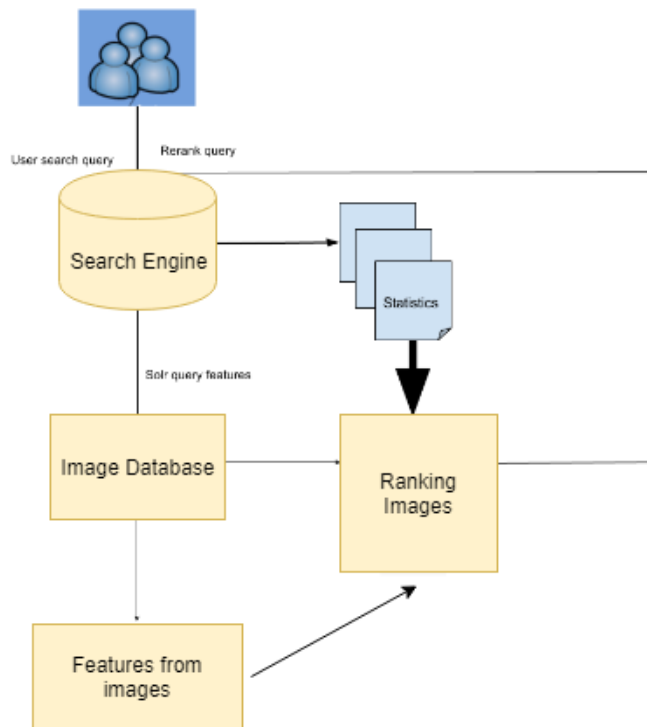 User search query
Rerank query
Search Engine
Statistics
Solr query features
Image Database
Ranking
Images
Features from
images